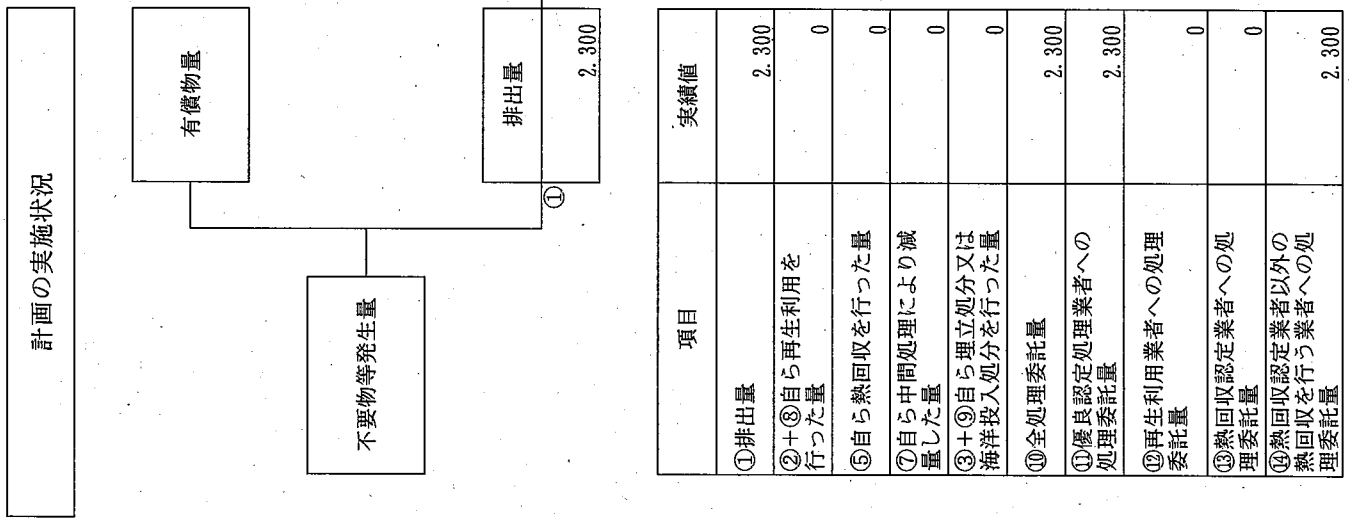 計画の実施状況
有償物量
不要物等発生量
排出量
①
2.300
項目
実績値
①排出量
2.300
②+⑧自ら再生利用を
行った量
0
⑤自ら熱回収を行った量
0
⑦自ら中間処理により減
量した量
0
③+⑨自ら埋立処分又は
海洋投入処分を行った量
0
⑩全処理委託量
2.300
⑪優良認定処理業者への
処理委託量
2.300
⑫再生利用業者への処理
委託量
0
⑬熱回収認定業者への処
理委託量
0
⑭熱回収認定業者以外の
熱回収を行う業者への処
理委託量
2.300